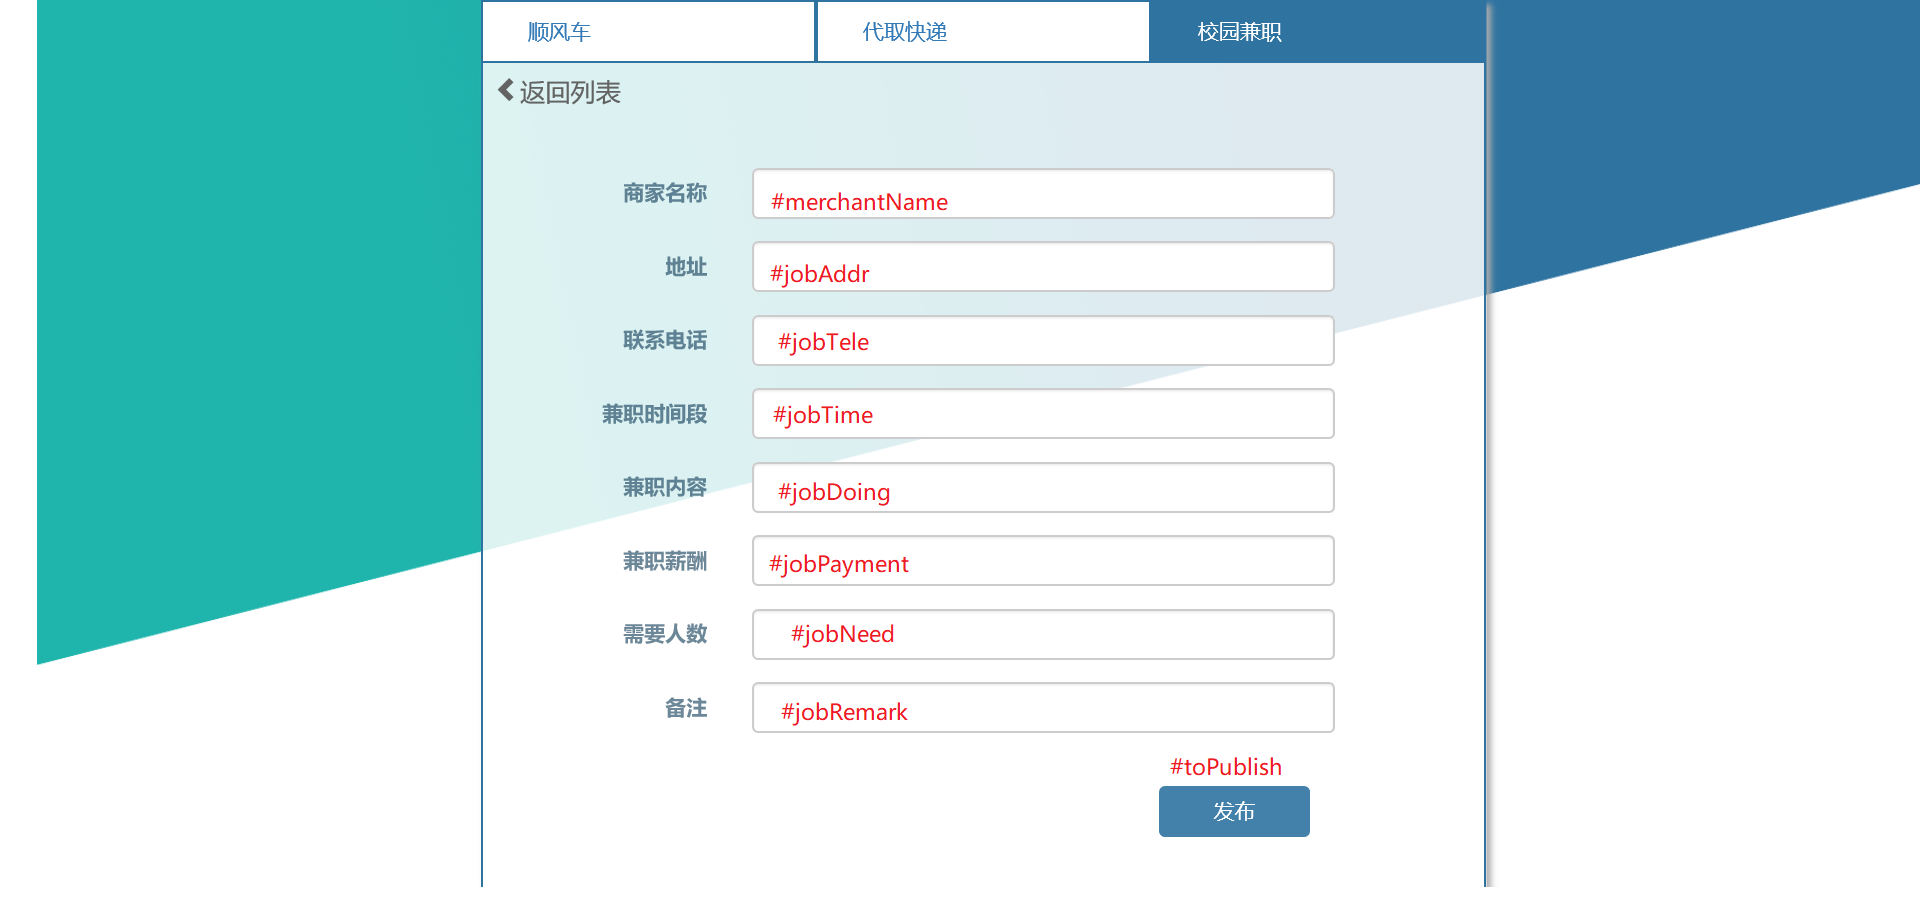 顺风车 代取快递 校园兼职
返回列表
商家名称 #merchantName
地址 #jobAddr
联系电话 #jobTele
兼职时间段 #jobTime
兼职内容 #jobDoing
兼职薪酬 #jobPayment
需要人数 #jobNeed
备注 #jobRemark
#toPublish
发布